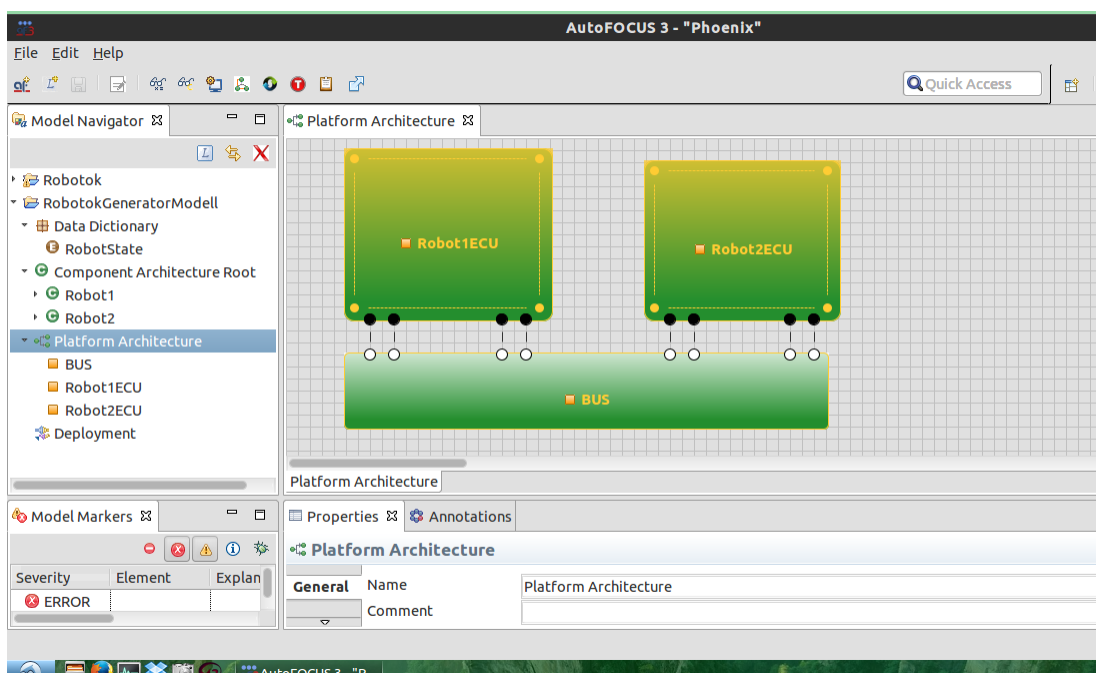 AutoFOCUS 3 - "Phoenix"
File Edit Help
Quick Access
Model Navigator
Platform Architecture
Robotok
RobotokGeneratorModell
Data Dictionary
RobotState
Component Architecture Root
Robot1
Robot2
Platform Architecture
BUS
Robot1ECU
Robot2ECU
Deployment
Robot1ECU
Robot2ECU
BUS
Platform Architecture
Model Markers
Severity Element Explan
ERROR
Properties Annotations
Platform Architecture
General
Name Platform Architecture
Comment